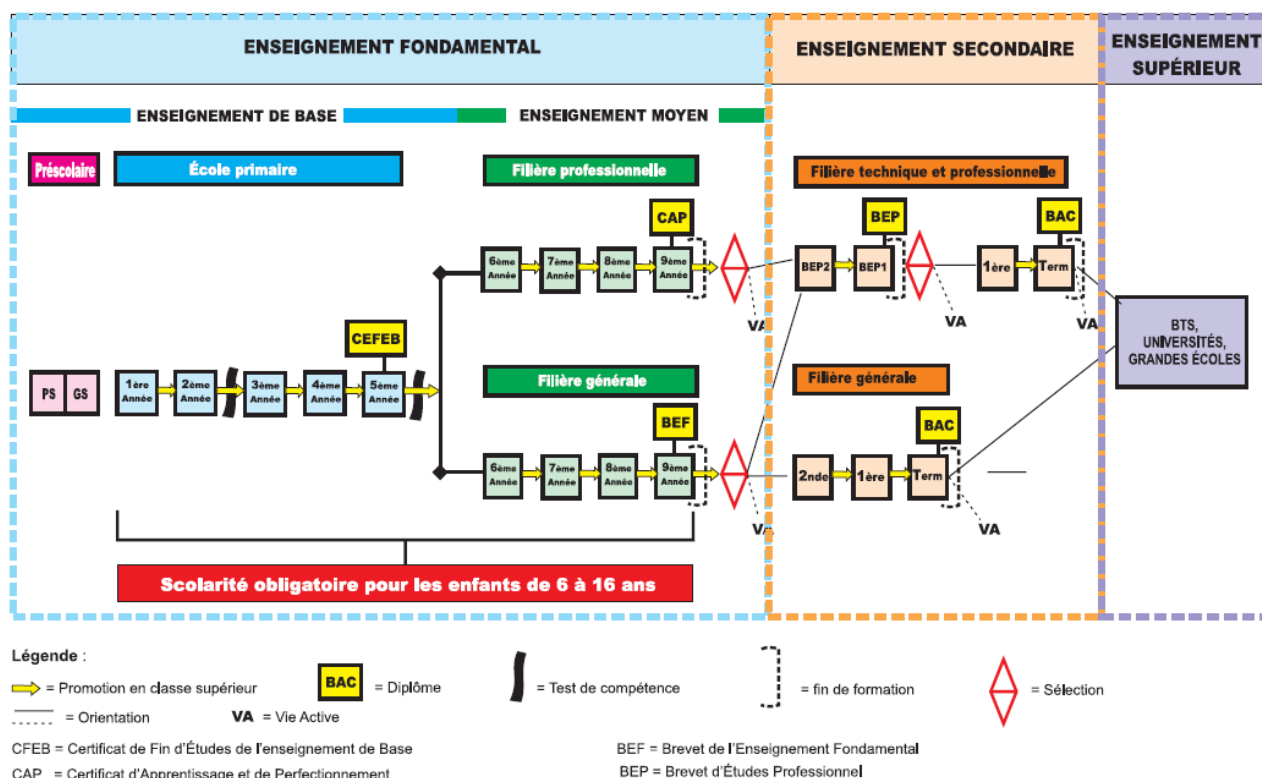 ENSEIGNEMENT FONDAMENTAL
ENSEIGNEMENT SECONDAIRE
ENSEIGNEMENT
SUPÉRIEUR
ENSEIGNEMENT DE BASE
ENSEIGNEMENT MOYEN
Préscolaire
École primaire
Filière professionnelle
Filière technique et professionnelle
CAP
BEP
BAC
6ème
Année
7ème
Année
8ème
Année
9ème
Année
BEP2
BEP1
1ère
Term
VA
VA
VA
BTS,
UNIVERSITÉS,
GRANDES ÉCOLES
CEFEB
PS
GS
1ère
Année
2ème
Année
3ème
Année
4ème
Année
5ème
Année
Filière générale
Filière générale
BEF
BAC
6ème
Année
7ème
Année
8ème
Année
9ème
Année
2nde
1ère
Term
VA
VA
Scolarité obligatoire pour les enfants de 6 à 16 ans
Légende :
= Promotion en classe supérieur
BAC = Diplôme
= Test de compétence
= fin de formation
= Sélection
= Orientation
VA = Vie Active
CFEB = Certificat de Fin d'Études de l'enseignement de Base
BEF = Brevet de l'Enseignement Fondamental
CAP = Certificat d'Apprentissage et de Perfectionnement
BEP = Brevet d'Études Professionnel